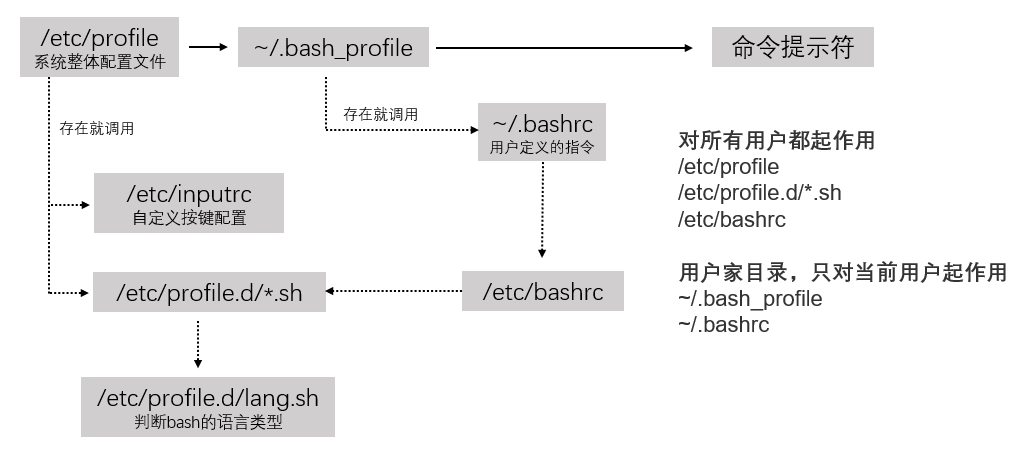 /etc/profile
系统整体配置文件
~/.bash_profile
命令提示符
存在就调用
存在就调用
~/.bashrc
用户定义的指令
/etc/inputrc
自定义按键配置
/etc/profile.d/*.sh
/etc/bashrc
/etc/profile.d/lang.sh
判断bash的语言类型
对所有用户都起作用
/etc/profile
/etc/profile.d/*.sh
/etc/bashrc
用户家目录，只对当前用户起作用
~/.bash_profile
~/.bashrc